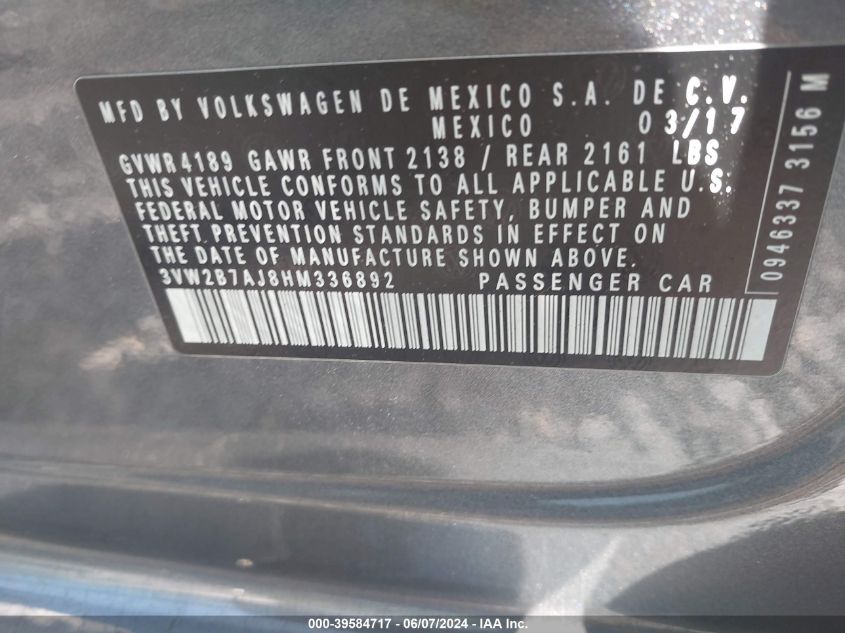 MFD BY VOLKSWAGEN DE MEXICO S.A. DE C.V.
MEXICO 03/17
GVWR 4189 GAWR FRONT 2138 / REAR 2161 LBS
THIS VEHICLE CONFORMS TO ALL APPLICABLE U.S.
FEDERAL MOTOR VEHICLE SAFETY, BUMPER AND
THEFT PREVENTION STANDARDS IN EFFECT ON
THE DATE OF MANUFACTURE SHOWN ABOVE.
3VW2B7AJ8HM336892 PASSENGER CAR
0946337 3156 M
000-39584717 - 06/07/2024 - IAA Inc.